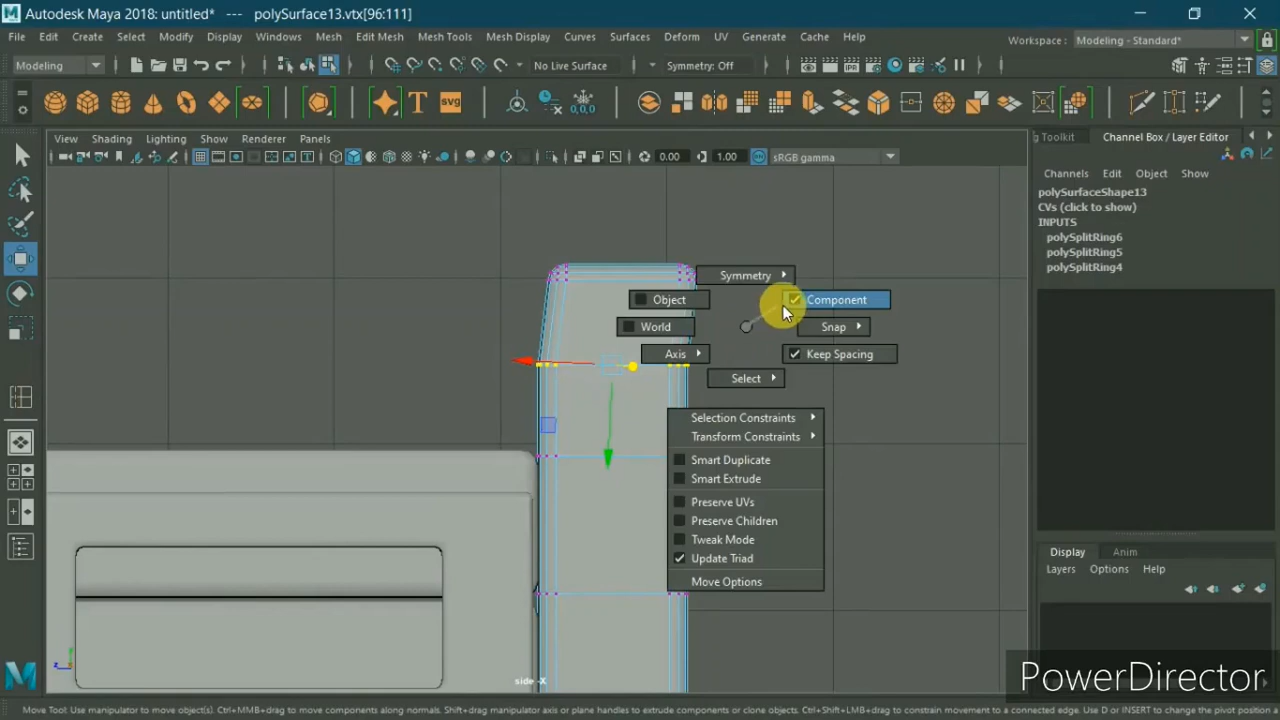 Autodesk Maya 2018: untitled* --- polySurface13.vtx[96:111]
File Edit Create Select Modify Display Windows Mesh Edit Mesh Mesh Tools Mesh Display Curves Surfaces Deform UV Generate Cache Help
Workspace : Modeling - Standard*
Modeling No Live Surface Symmetry: Off
SVG 0,0,0
View Shading Lighting Show Renderer Panels
0.00 1.00 sRGB gamma
g Toolkit Channel Box / Layer Editor
Channels Edit Object Show
polySurfaceShape13
CVs (click to show)
INPUTS
polySplitRing6
polySplitRing5
polySplitRing4
Symmetry
Object Component
World Snap
Axis Keep Spacing
Select
Selection Constraints
Transform Constraints
Smart Duplicate
Smart Extrude
Preserve UVs
Preserve Children
Tweak Mode
Update Triad
Move Options
Display Anim
Layers Options Help
z y
side -X
PowerDirector
Move Tool: Use manipulator to move object(s). Ctrl+MMB+drag to move components along normals. Shift+drag manipulator axis or plane handles to extrude components or clone objects. Ctrl+Shift+LMB+drag to constrain movement to a connected edge. Use D or INSERT to change the pivot position a